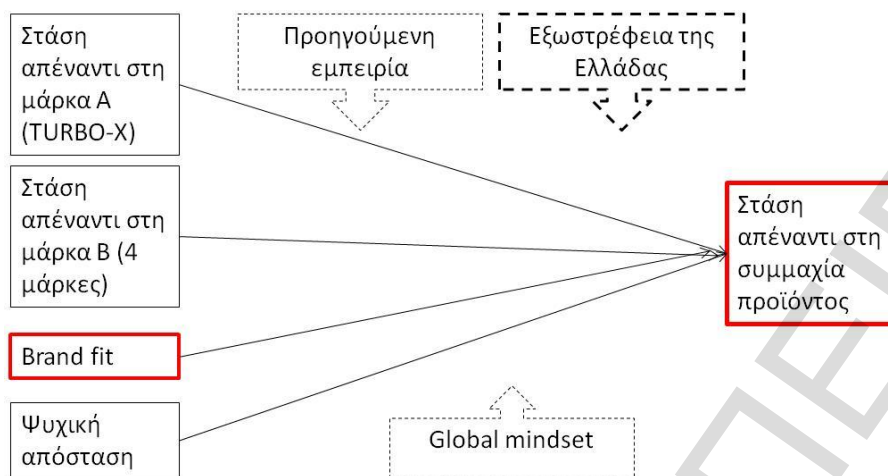 Στάση
απέναντι στη
μάρκα Α
(TURBO-X)
Προηγούμενη
εμπειρία
Εξωστρέφεια της
Ελλάδας
Στάση
απέναντι στη
μάρκα Β (4
μάρκες)
Στάση
απέναντι στη
συμμαχία
προϊόντος
Brand fit
Ψυχική
απόσταση
Global mindset